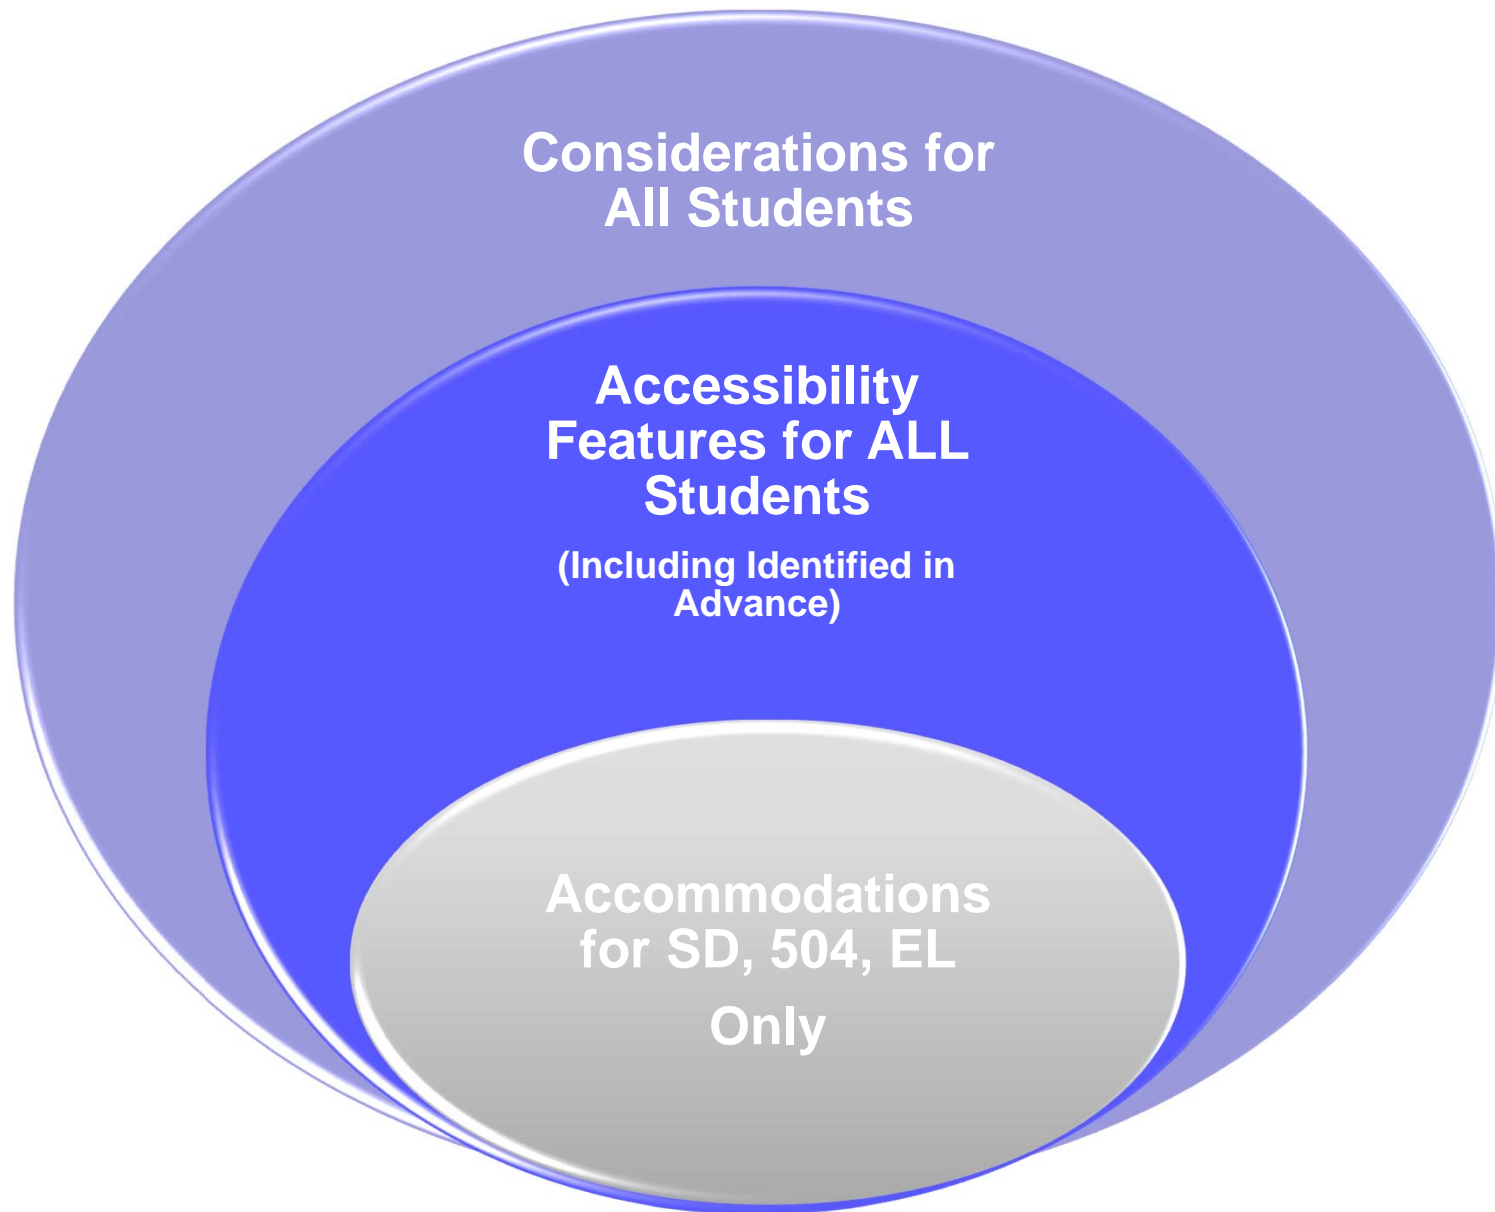 Considerations for
All Students
Accessibility
Features for ALL
Students
(Including Identified in
Advance)
Accommodations
for SD, 504, EL
Only